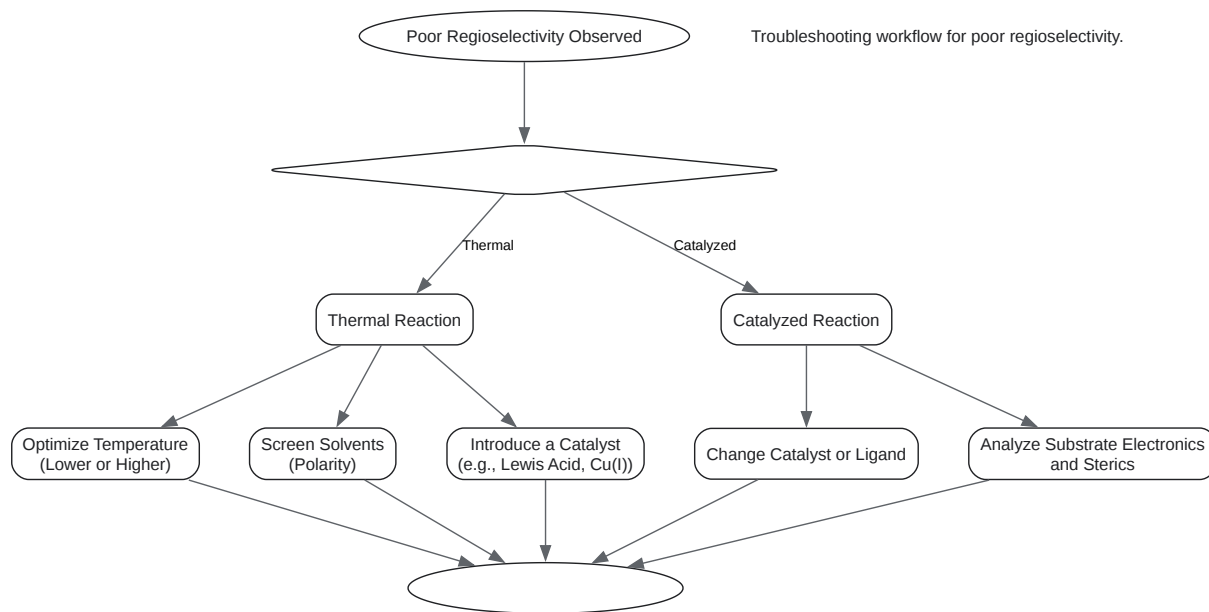 Poor Regioselectivity Observed
Troubleshooting workflow for poor regioselectivity.
Thermal
Catalyzed
Thermal Reaction
Catalyzed Reaction
Optimize Temperature
(Lower or Higher)
Screen Solvents
(Polarity)
Introduce a Catalyst
(e.g., Lewis Acid, Cu(I))
Change Catalyst or Ligand
Analyze Substrate Electronics
and Sterics